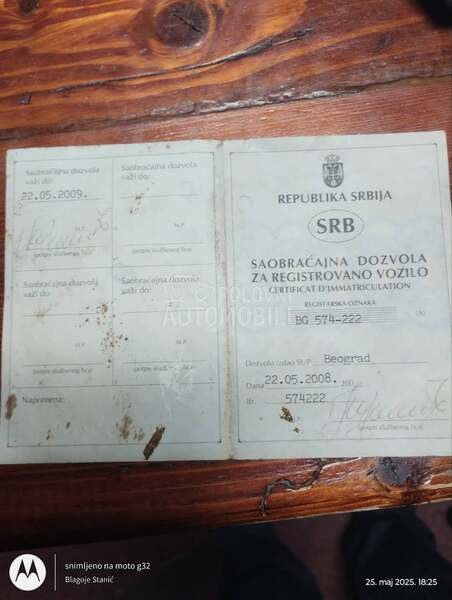 Saobraćajna dozvola
važi do:
22.05.2009.
M.P.
potpis službenog lica
Saobraćajna dozvola
važi do:
M.P.
potpis službenog lica
Saobraćajna dozvola
važi do:
M.P.
potpis službenog lica
Saobraćajna dozvola
važi do:
M.P.
potpis službenog lica
Napomena:
REPUBLIKA SRBIJA
SRB
SAOBRAĆAJNA DOZVOLA
ZA REGISTROVANO VOZILO
CERTIFICAT D'IMMATRICULATION
REGISTARSKA OZNAKA
BG 574-222 (A)
Dozvolu izdao SUP Beograd
Dana 22.05.2008. 200
Br. 574222
M.P.
potpis službenog lica
POLOVNI
AUTOMOBILI
snimljeno na moto g32
Blagoje Stanić
25. maj 2025. 18:25